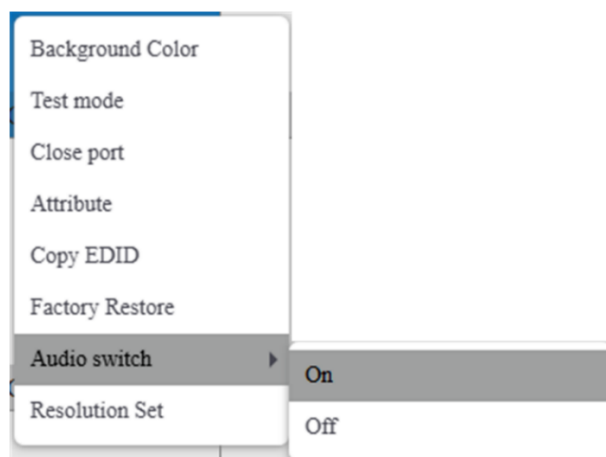 Background Color
Test mode
Close port
Attribute
Copy EDID
Factory Restore
Audio switch
On
Resolution Set
Off